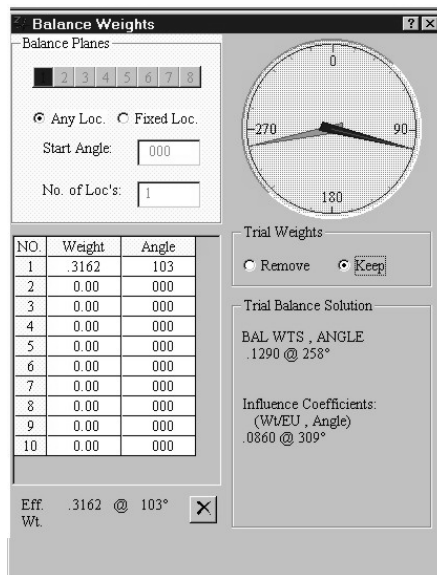 Balance Weights
Balance Planes
1 2 3 4 5 6 7 8
Any Loc. Fixed Loc.
Start Angle: 000
No. of Loc's: 1
0
270 90
180
NO. Weight Angle
1 .3162 103
2 0.00 000
3 0.00 000
4 0.00 000
5 0.00 000
6 0.00 000
7 0.00 000
8 0.00 000
9 0.00 000
10 0.00 000
Eff. Wt. .3162 @ 103°
Trial Weights
Remove Keep
Trial Balance Solution
BAL WTS , ANGLE
.1290 @ 258°
Influence Coefficients:
(Wt/EU , Angle)
.0860 @ 309°